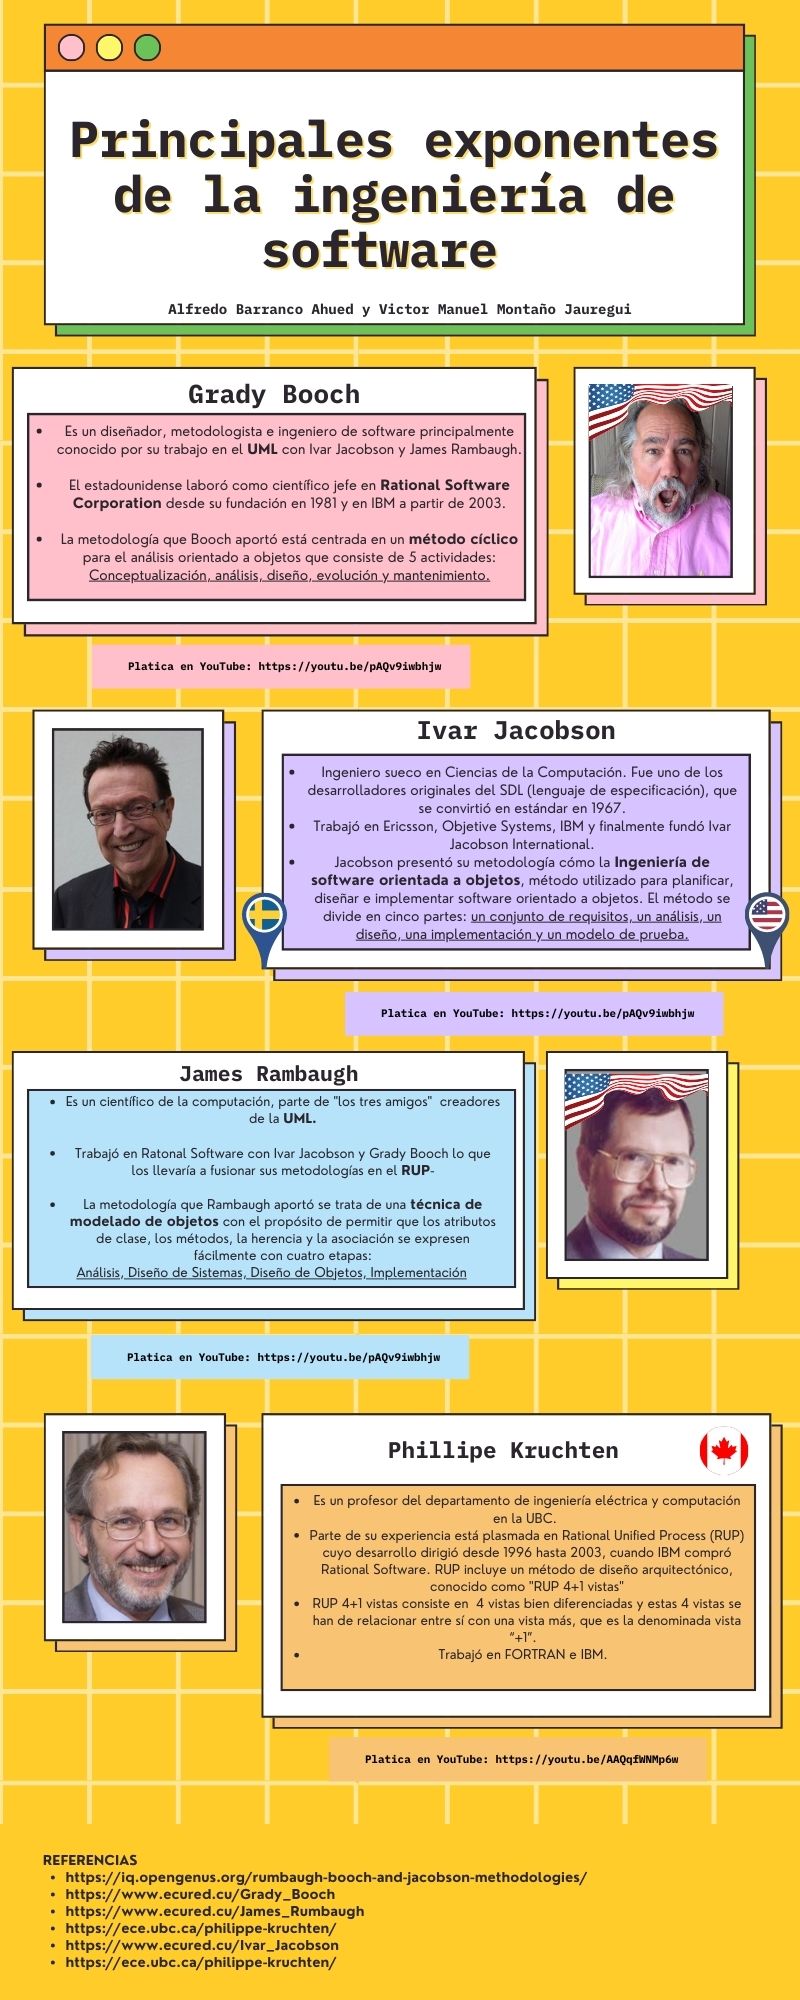 Principales exponentes
de la ingeniería de
software
Alfredo Barranco Ahued y Victor Manuel Montaño Jauregui
Grady Booch
• Es un diseñador, metodologista e ingeniero de software principalmente
conocido por su trabajo en el UML con Ivar Jacobson y James Rambaugh.
• El estadounidense laboró como científico jefe en Rational Software
Corporation desde su fundación en 1981 y en IBM a partir de 2003.
• La metodología que Booch aportó está centrada en un método cíclico
para el análisis orientado a objetos que consiste de 5 actividades:
Conceptualización, análisis, diseño, evolución y mantenimiento.
Platica en YouTube: https://youtu.be/pAQv9iwbhjw
Ivar Jacobson
• Ingeniero sueco en Ciencias de la Computación. Fue uno de los
desarrolladores originales del SDL (lenguaje de especificación), que
se convirtió en estándar en 1967.
• Trabajó en Ericsson, Objetive Systems, IBM y finalmente fundó Ivar
Jacobson International.
• Jacobson presentó su metodología cómo la Ingeniería de
software orientada a objetos, método utilizado para planificar,
diseñar e implementar software orientado a objetos. El método se
divide en cinco partes: un conjunto de requisitos, un análisis, un
diseño, una implementación y un modelo de prueba.
Platica en YouTube: https://youtu.be/pAQv9iwbhjw
James Rambaugh
• Es un científico de la computación, parte de "los tres amigos" creadores
de la UML.
• Trabajó en Ratonal Software con Ivar Jacobson y Grady Booch lo que
los llevaría a fusionar sus metodologías en el RUP-
• La metodología que Rambaugh aportó se trata de una técnica de
modelado de objetos con el propósito de permitir que los atributos
de clase, los métodos, la herencia y la asociación se expresen
fácilmente con cuatro etapas:
Análisis, Diseño de Sistemas, Diseño de Objetos, Implementación
Platica en YouTube: https://youtu.be/pAQv9iwbhjw
Phillipe Kruchten
• Es un profesor del departamento de ingeniería eléctrica y computación
en la UBC.
• Parte de su experiencia está plasmada en Rational Unified Process (RUP)
cuyo desarrollo dirigió desde 1996 hasta 2003, cuando IBM compró
Rational Software. RUP incluye un método de diseño arquitectónico,
conocido como "RUP 4+1 vistas"
• RUP 4+1 vistas consiste en 4 vistas bien diferenciadas y estas 4 vistas se
han de relacionar entre sí con una vista más, que es la denominada vista
“+1”.
• Trabajó en FORTRAN e IBM.
Platica en YouTube: https://youtu.be/AAQqfWNMp6w
REFERENCIAS
• https://iq.opengenus.org/rumbaugh-booch-and-jacobson-methodologies/
• https://www.ecured.cu/Grady_Booch
• https://www.ecured.cu/James_Rumbaugh
• https://ece.ubc.ca/philippe-kruchten/
• https://www.ecured.cu/Ivar_Jacobson
• https://ece.ubc.ca/philippe-kruchten/